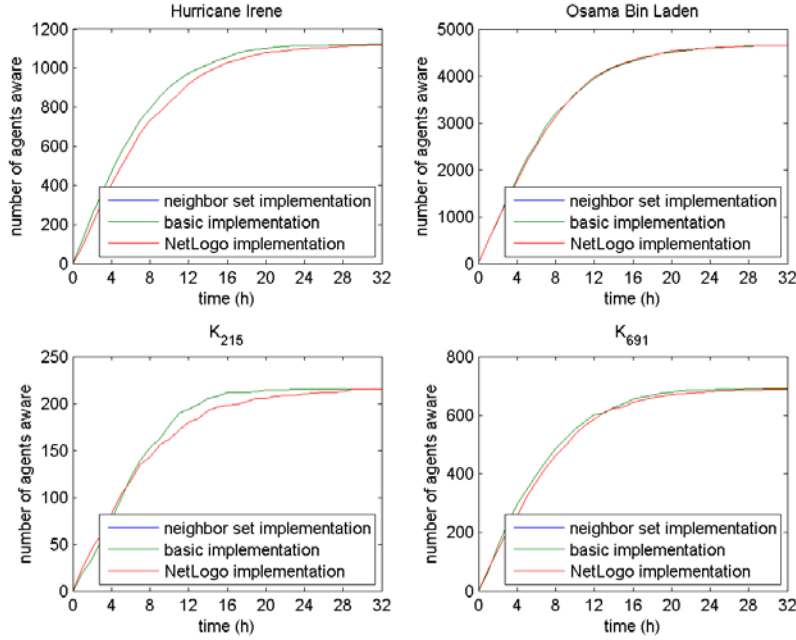 Hurricane Irene
1200
1000
800
600
400
200
0
number of agents aware
neighbor set implementation
basic implementation
NetLogo implementation
0 4 8 12 16 20 24 28 32
time (h)
Osama Bin Laden
5000
4000
3000
2000
1000
0
number of agents aware
neighbor set implementation
basic implementation
NetLogo implementation
0 4 8 12 16 20 24 28 32
time (h)
K215
250
200
150
100
50
0
number of agents aware
neighbor set implementation
basic implementation
NetLogo implementation
0 4 8 12 16 20 24 28 32
time (h)
K691
800
600
400
200
0
number of agents aware
neighbor set implementation
basic implementation
NetLogo implementation
0 4 8 12 16 20 24 28 32
time (h)